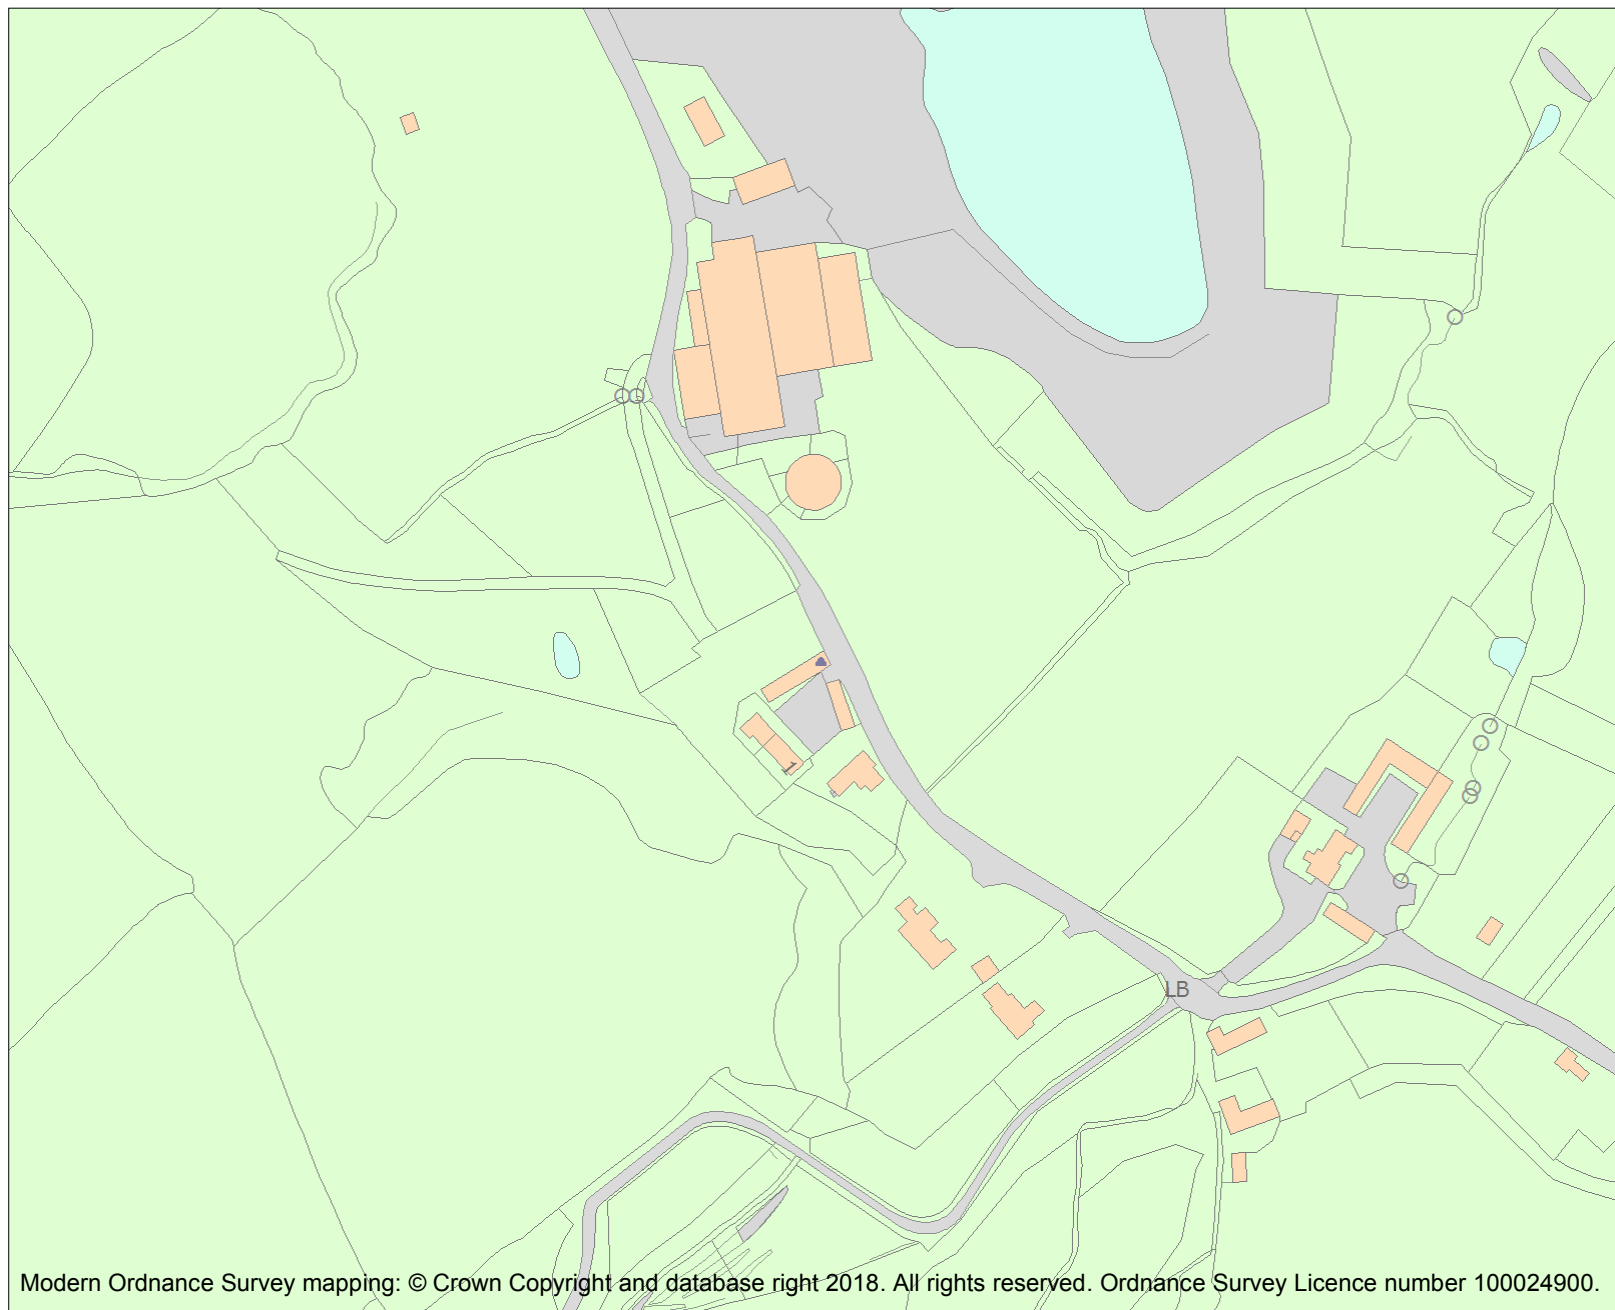 1
LB
Modern Ordnance Survey mapping: © Crown Copyright and database right 2018. All rights reserved. Ordnance Survey Licence number 100024900.